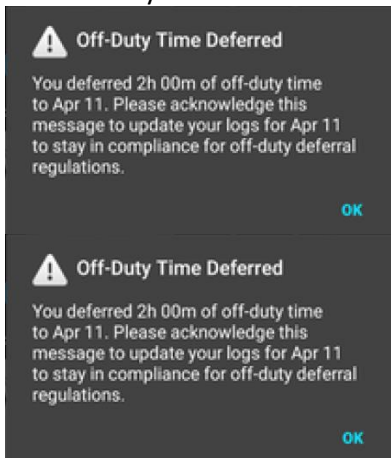 Off-Duty Time Deferred
You deferred 2h 00m of off-duty time
to Apr 11. Please acknowledge this
message to update your logs for Apr 11
to stay in compliance for off-duty deferral
regulations.
OK
Off-Duty Time Deferred
You deferred 2h 00m of off-duty time
to Apr 11. Please acknowledge this
message to update your logs for Apr 11
to stay in compliance for off-duty deferral
regulations.
OK